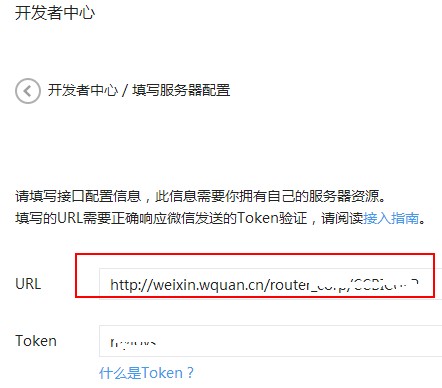 开发者中心
开发者中心 / 填写服务器配置
请填写接口配置信息，此信息需要你拥有自己的服务器资源。
填写的URL需要正确响应微信发送的Token验证，请阅读接入指南。
URL
http://weixin.wquan.cn/router_corp/
Token
什么是Token？